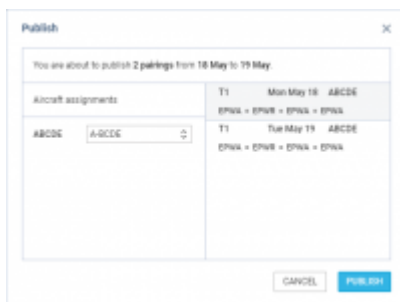 Publish
×
You are about to publish 2 pairings from 18 May to 19 May.
Aircraft assignments
ABCDE A-BCDE
T1 Mon May 18 ABCDE
EPWA » EPWR » EPWA » EPWA
T1 Tue May 19 ABCDE
EPWA » EPWR » EPWA » EPWA
CANCEL PUBLISH